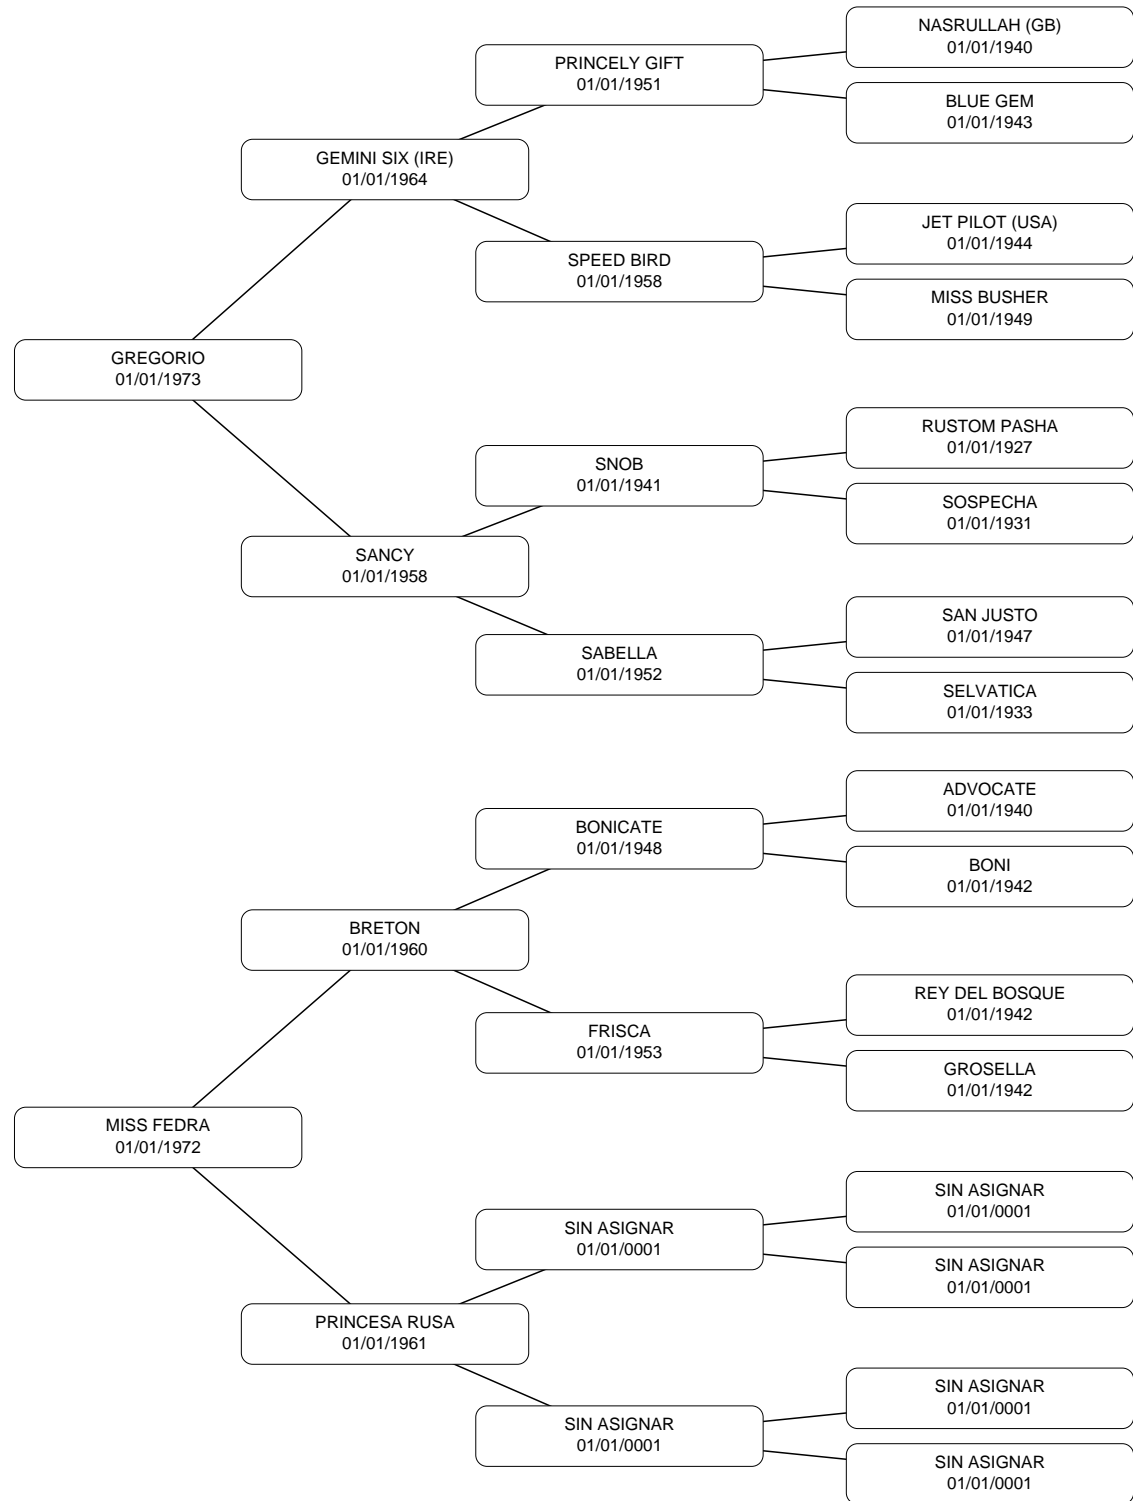 NASRULLAH (GB)
01/01/1940
PRINCELY GIFT
01/01/1951
BLUE GEM
01/01/1943
GEMINI SIX (IRE)
01/01/1964
JET PILOT (USA)
01/01/1944
SPEED BIRD
01/01/1958
MISS BUSHER
01/01/1949
GREGORIO
01/01/1973
RUSTOM PASHA
01/01/1927
SNOB
01/01/1941
SOSPECHA
01/01/1931
SANCY
01/01/1958
SAN JUSTO
01/01/1947
SABELLA
01/01/1952
SELVATICA
01/01/1933
ADVOCATE
01/01/1940
BONICATE
01/01/1948
BONI
01/01/1942
BRETON
01/01/1960
REY DEL BOSQUE
01/01/1942
FRISCA
01/01/1953
GROSELLA
01/01/1942
MISS FEDRA
01/01/1972
SIN ASIGNAR
01/01/0001
SIN ASIGNAR
01/01/0001
SIN ASIGNAR
01/01/0001
PRINCESA RUSA
01/01/1961
SIN ASIGNAR
01/01/0001
SIN ASIGNAR
01/01/0001
SIN ASIGNAR
01/01/0001